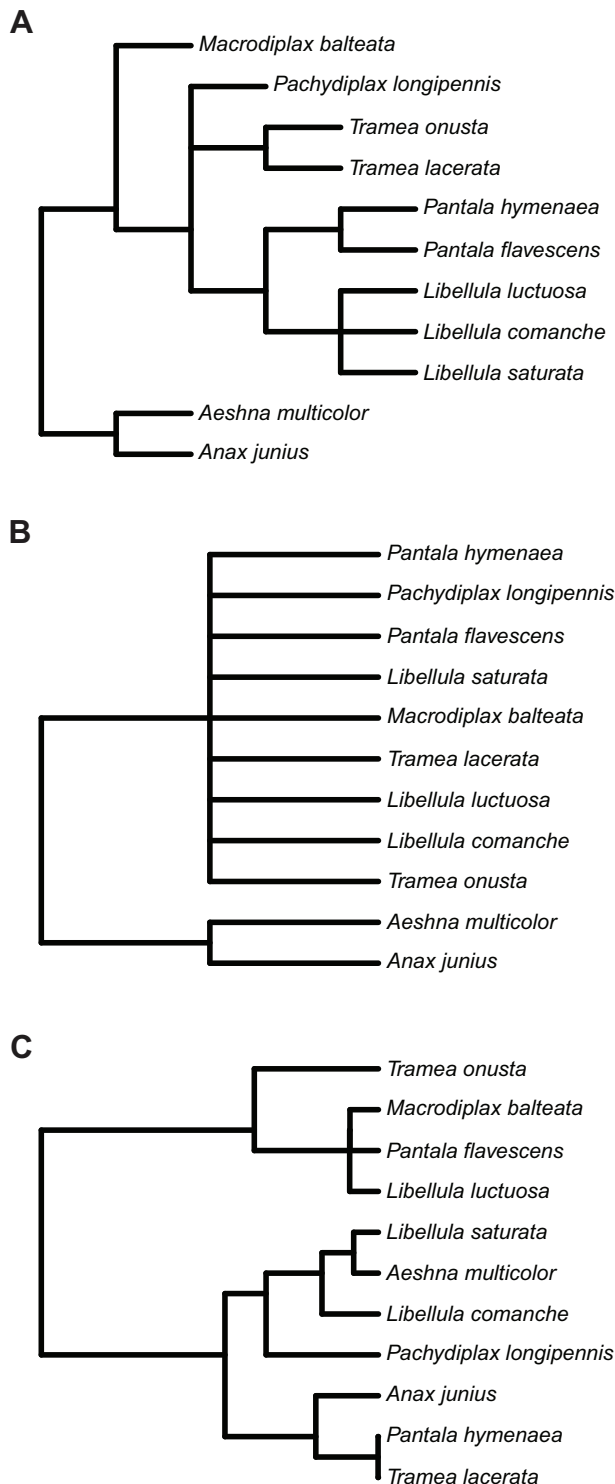 A
Macrodiplax balteata
Pachydiplax longipennis
Tramea onusta
Tramea lacerata
Pantala hymenaea
Pantala flavescens
Libellula luctuosa
Libellula comanche
Libellula saturata
Aeshna multicolor
Anax junius
B
Pantala hymenaea
Pachydiplax longipennis
Pantala flavescens
Libellula saturata
Macrodiplax balteata
Tramea lacerata
Libellula luctuosa
Libellula comanche
Tramea onusta
Aeshna multicolor
Anax junius
C
Tramea onusta
Macrodiplax balteata
Pantala flavescens
Libellula luctuosa
Libellula saturata
Aeshna multicolor
Libellula comanche
Pachydiplax longipennis
Anax junius
Pantala hymenaea
Tramea lacerata